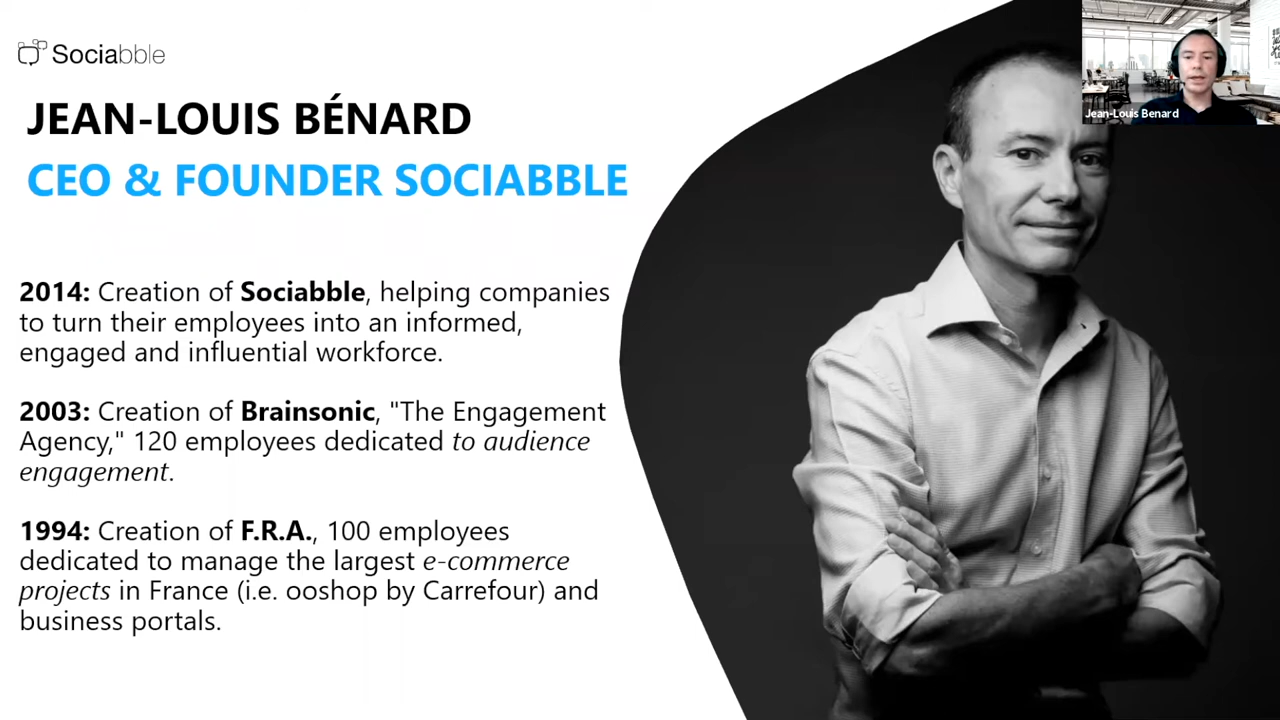 Sociabble
JEAN-LOUIS BÉNARD
CEO & FOUNDER SOCIABBLE
2014: Creation of Sociabble, helping companies
to turn their employees into an informed,
engaged and influential workforce.
2003: Creation of Brainsonic, "The Engagement
Agency," 120 employees dedicated to audience
engagement.
1994: Creation of F.R.A., 100 employees
dedicated to manage the largest e-commerce
projects in France (i.e. ooshop by Carrefour) and
business portals.
Jean-Louis Benard